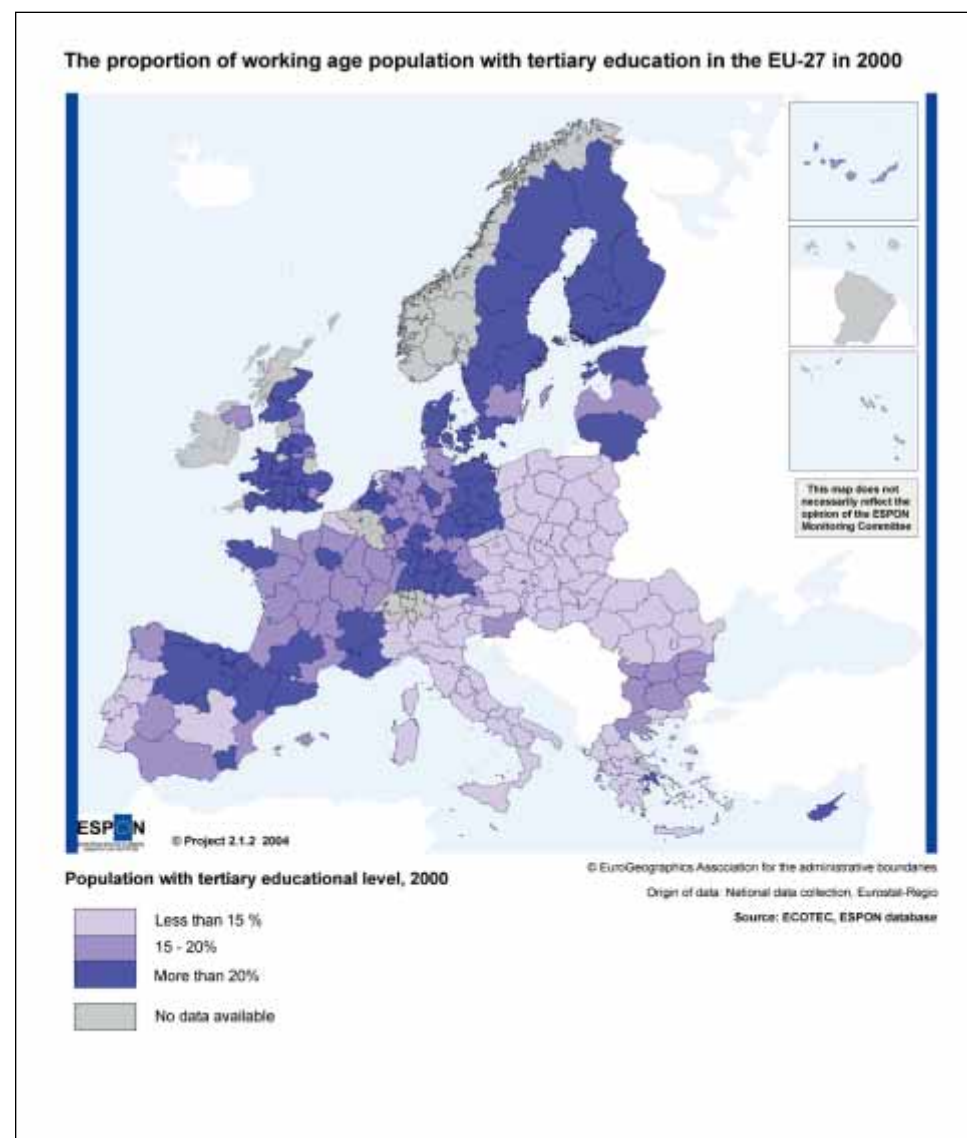 The proportion of working age population with tertiary education in the EU-27 in 2000
This map does not
necessarily reflect the
opinion of the ESPON
Monitoring Committee
ESPON
© Project 2.1.2 2004
© EuroGeographics Association for the administrative boundaries
Origin of data: National data collection, Eurostat-Regio
Source: ECOTEC, ESPON database
Population with tertiary educational level, 2000
Less than 15 %
15 - 20%
More than 20%
No data available